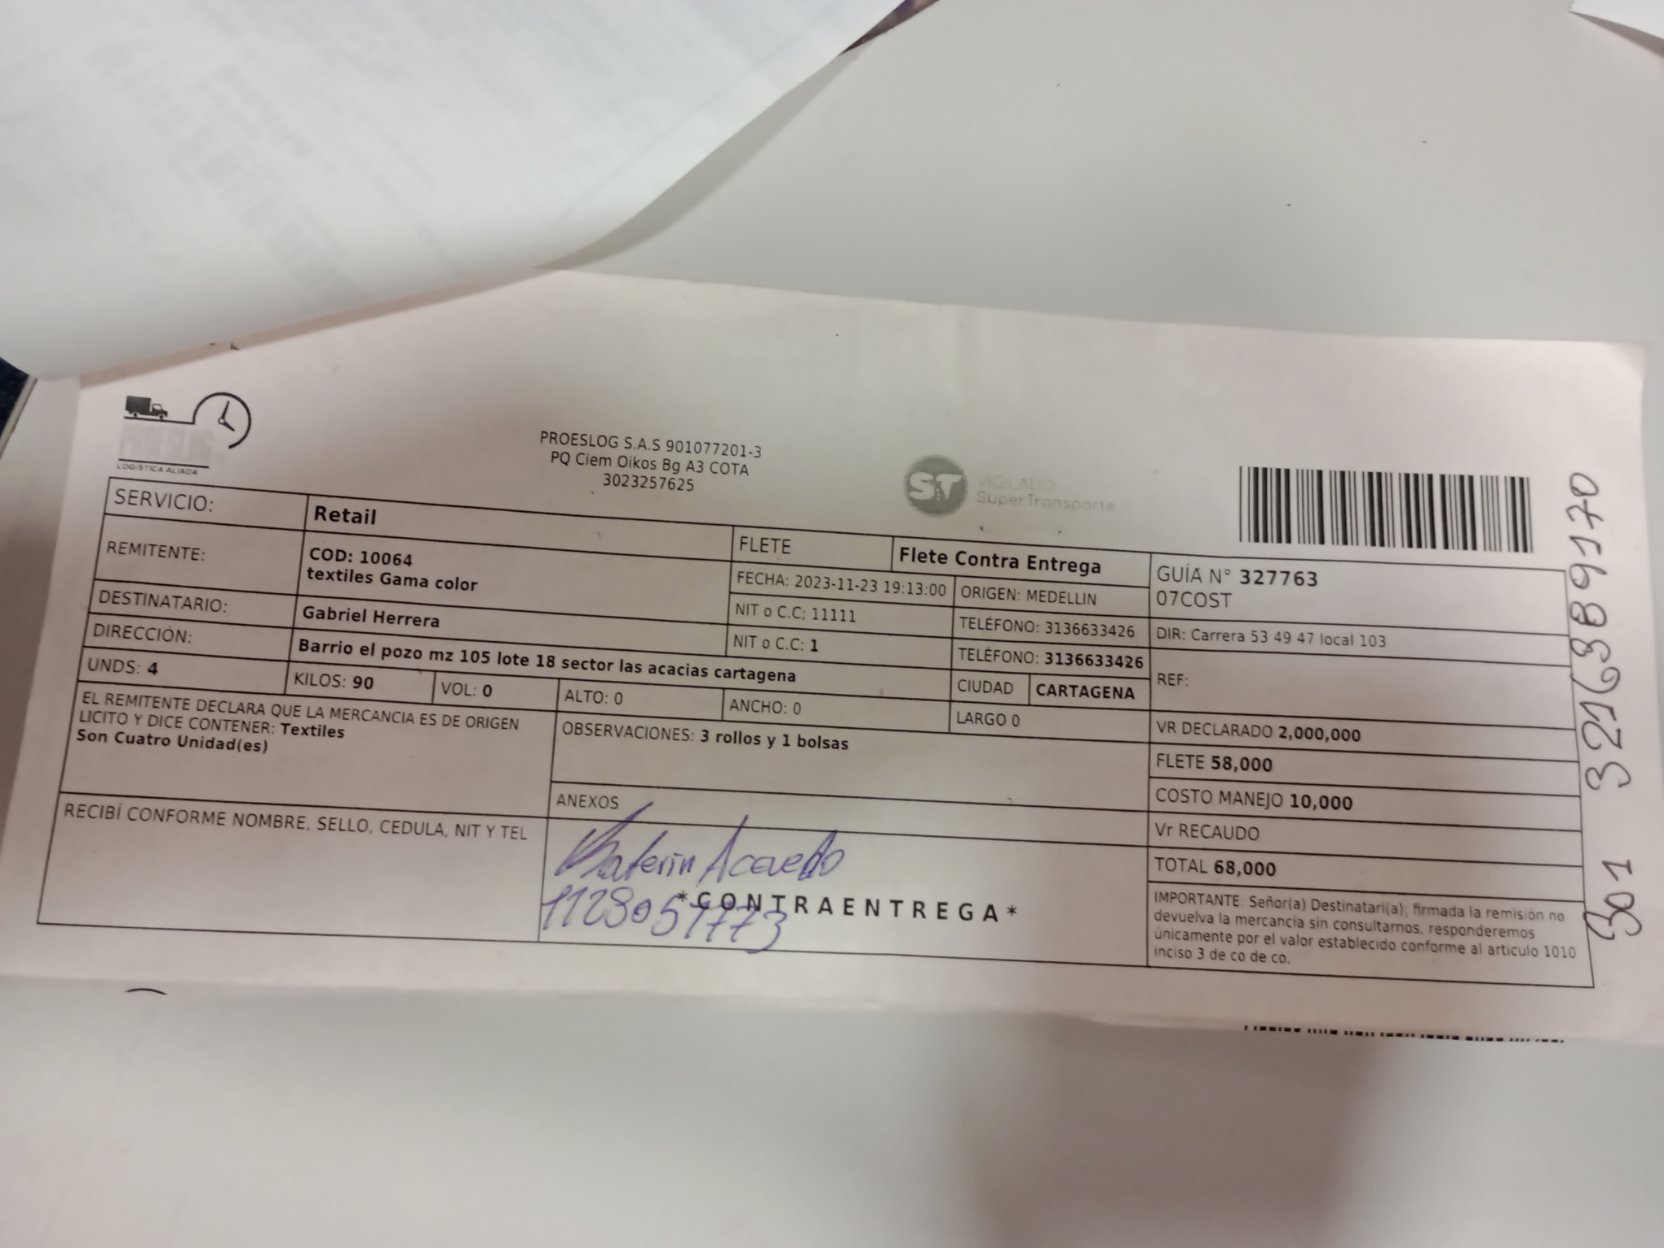 LOGISTICA ALIADA
PROESLOG S.A.S 901077201-3
PQ Ciem Oikos Bg A3 COTA
3023257625
ST
VIGILADO
SuperTransporte
SERVICIO: Retail
FLETE Flete Contra Entrega
GUÍA N° 327763
07COST
REMITENTE: COD: 10064
textiles Gama color
FECHA: 2023-11-23 19:13:00 ORIGEN: MEDELLIN
NIT o C.C: 11111 TELÉFONO: 3136633426 DIR: Carrera 53 49 47 local 103
DESTINATARIO: Gabriel Herrera NIT o C.C: 1 TELÉFONO: 3136633426 REF:
DIRECCIÓN: Barrio el pozo mz 105 lote 18 sector las acacias cartagena CIUDAD CARTAGENA
UNDS: 4 KILOS: 90 VOL: 0 ALTO: 0 ANCHO: 0 LARGO 0 VR DECLARADO 2,000,000
EL REMITENTE DECLARA QUE LA MERCANCIA ES DE ORIGEN
LICITO Y DICE CONTENER: Textiles
Son Cuatro Unidad(es)
OBSERVACIONES: 3 rollos y 1 bolsas
FLETE 58,000
COSTO MANEJO 10,000
ANEXOS
Vr RECAUDO
TOTAL 68,000
RECIBÍ CONFORME NOMBRE, SELLO, CEDULA, NIT Y TEL
Katerin Acevedo
*CONTRAENTREGA*
IMPORTANTE: Señor(a) Destinatari(a); firmada la remisión no
devuelva la mercancía sin consultarnos, responderemos
únicamente por el valor establecido conforme al articulo 1010
inciso 3 de co de co.